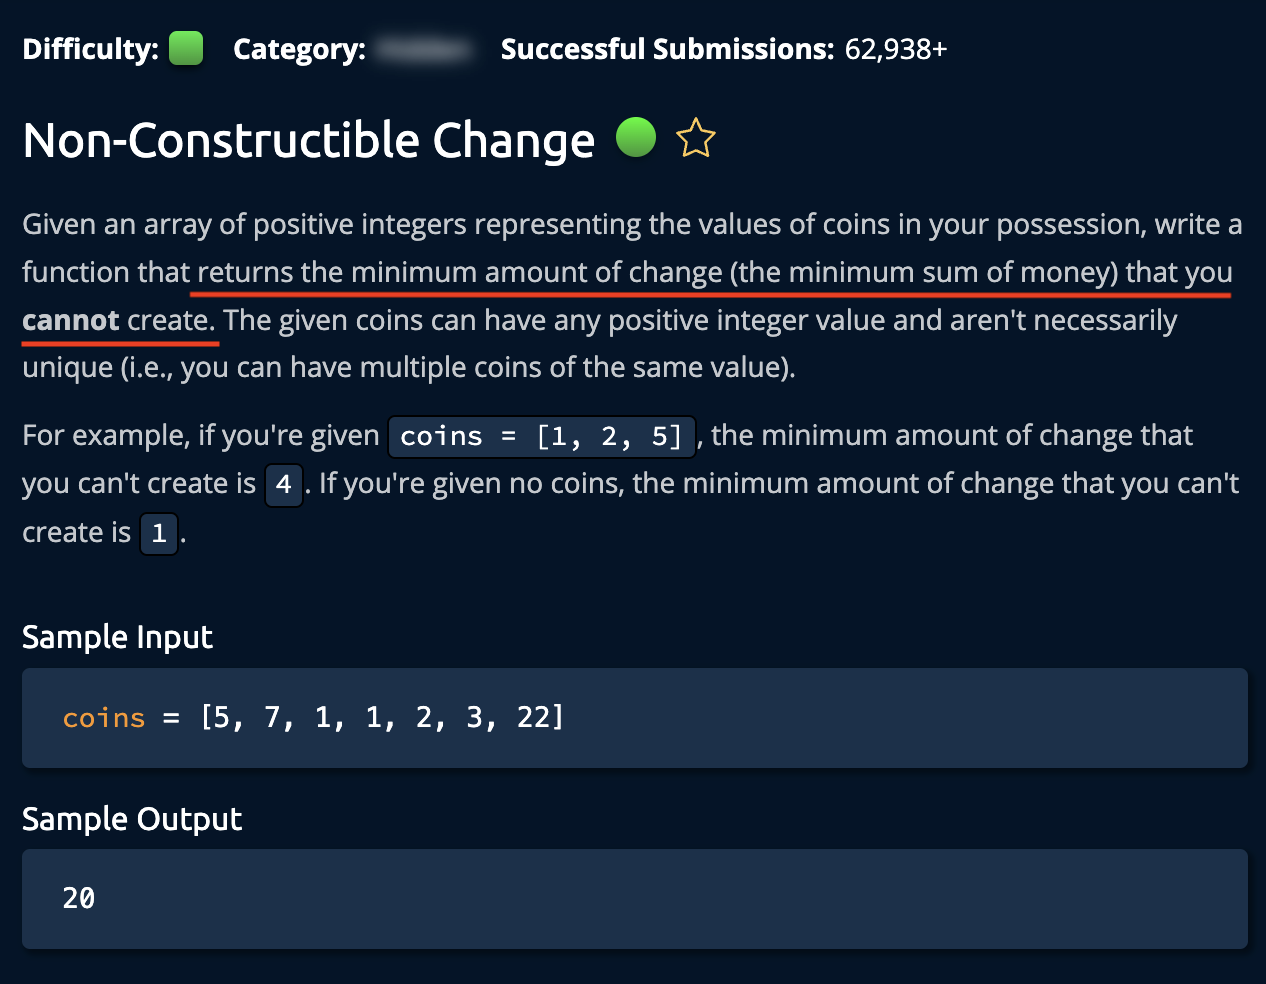 Difficulty: Category: Successful Submissions: 62,938+
Non-Constructible Change
Given an array of positive integers representing the values of coins in your possession, write a
function that returns the minimum amount of change (the minimum sum of money) that you
cannot create. The given coins can have any positive integer value and aren't necessarily
unique (i.e., you can have multiple coins of the same value).
For example, if you're given coins = [1, 2, 5], the minimum amount of change that
you can't create is 4. If you're given no coins, the minimum amount of change that you can't
create is 1.
Sample Input
coins = [5, 7, 1, 1, 2, 3, 22]
Sample Output
20